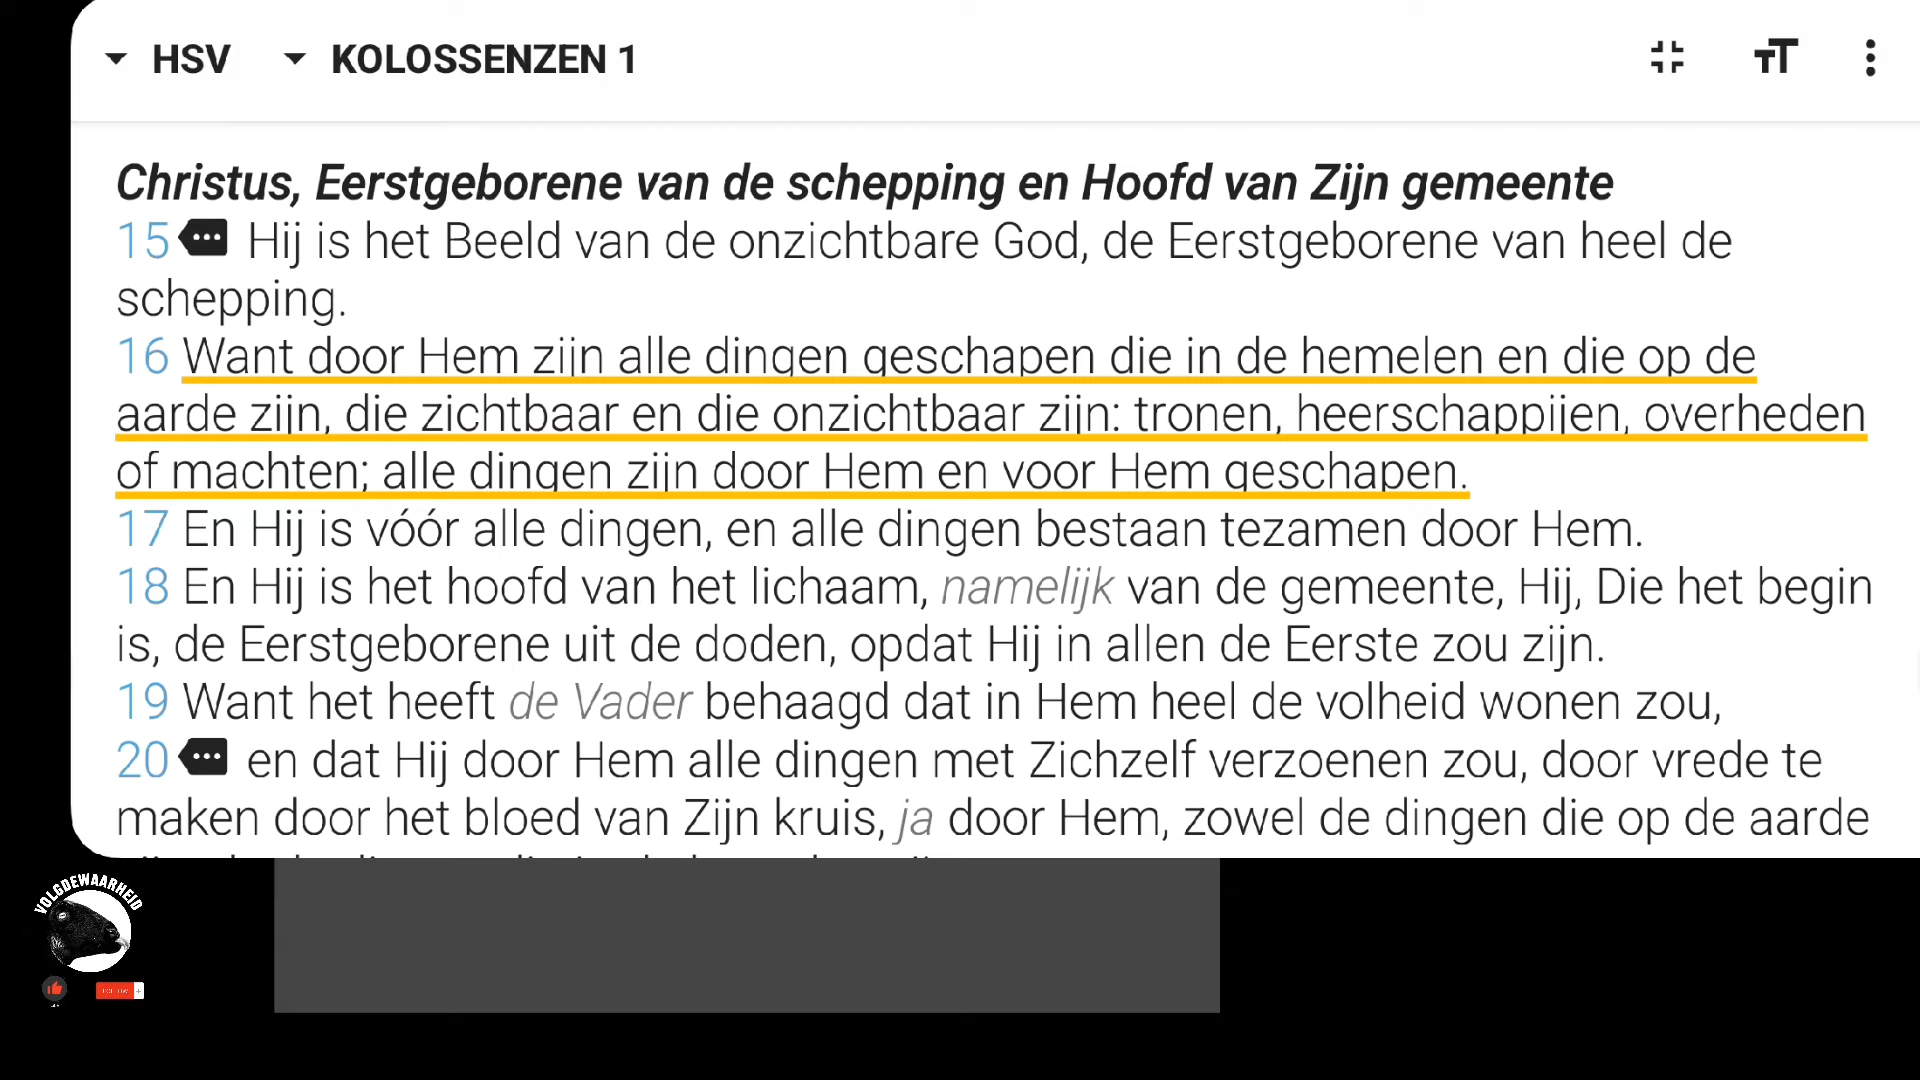 HSV KOLOSSENZEN 1
Christus, Eerstgeborene van de schepping en Hoofd van Zijn gemeente
15 Hij is het Beeld van de onzichtbare God, de Eerstgeborene van heel de
schepping.
16 Want door Hem zijn alle dingen geschapen die in de hemelen en die op de
aarde zijn, die zichtbaar en die onzichtbaar zijn: tronen, heerschappijen, overheden
of machten; alle dingen zijn door Hem en voor Hem geschapen.
17 En Hij is vóór alle dingen, en alle dingen bestaan tezamen door Hem.
18 En Hij is het hoofd van het lichaam, namelijk van de gemeente, Hij, Die het begin
is, de Eerstgeborene uit de doden, opdat Hij in allen de Eerste zou zijn.
19 Want het heeft de Vader behaagd dat in Hem heel de volheid wonen zou,
20 en dat Hij door Hem alle dingen met Zichzelf verzoenen zou, door vrede te
maken door het bloed van Zijn kruis, ja door Hem, zowel de dingen die op de aarde
VOLGDEWAARHEID
FOLLOW